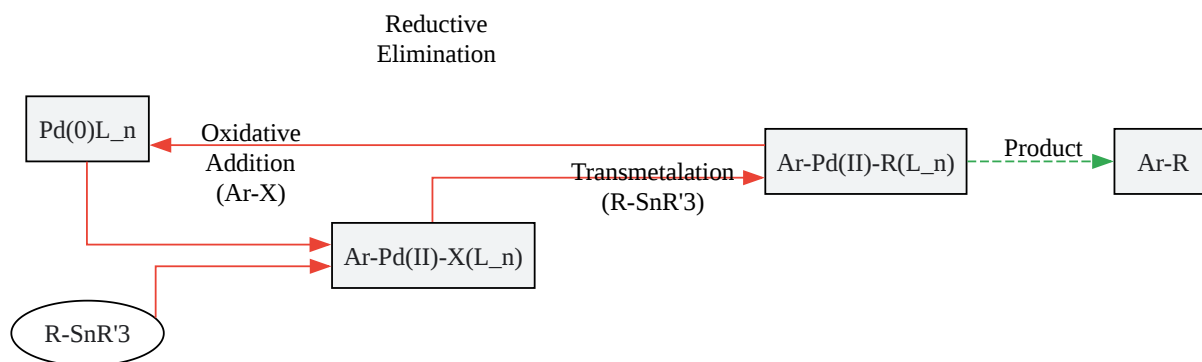 Reductive
Elimination
Pd(0)L_n
Oxidative
Addition
(Ar-X)
Transmetalation
(R-SnR'3)
Ar-Pd(II)-R(L_n)
Product
Ar-R
Ar-Pd(II)-X(L_n)
R-SnR'3